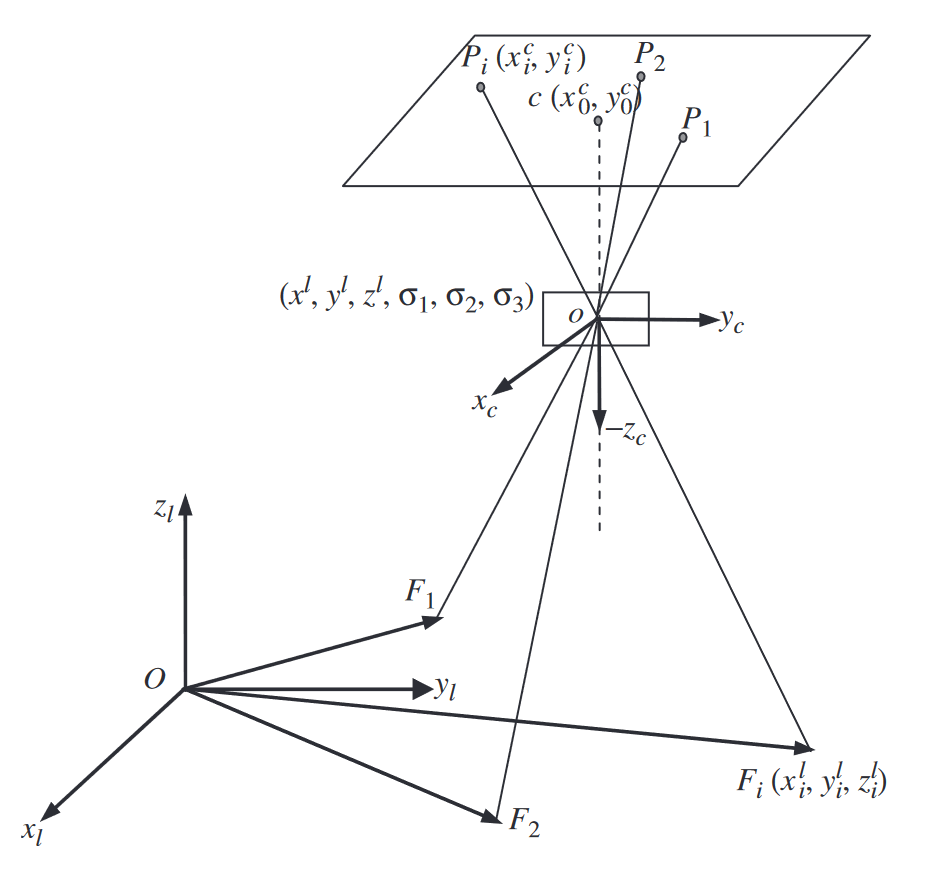 P_i (x_i^c, y_i^c)
P_2
c (x_0^c, y_0^c)
P_1
(x^l, y^l, z^l, σ_1, σ_2, σ_3)
o
y_c
x_c
−z_c
z_l
F_1
O
y_l
F_i (x_i^l, y_i^l, z_i^l)
x_l
F_2